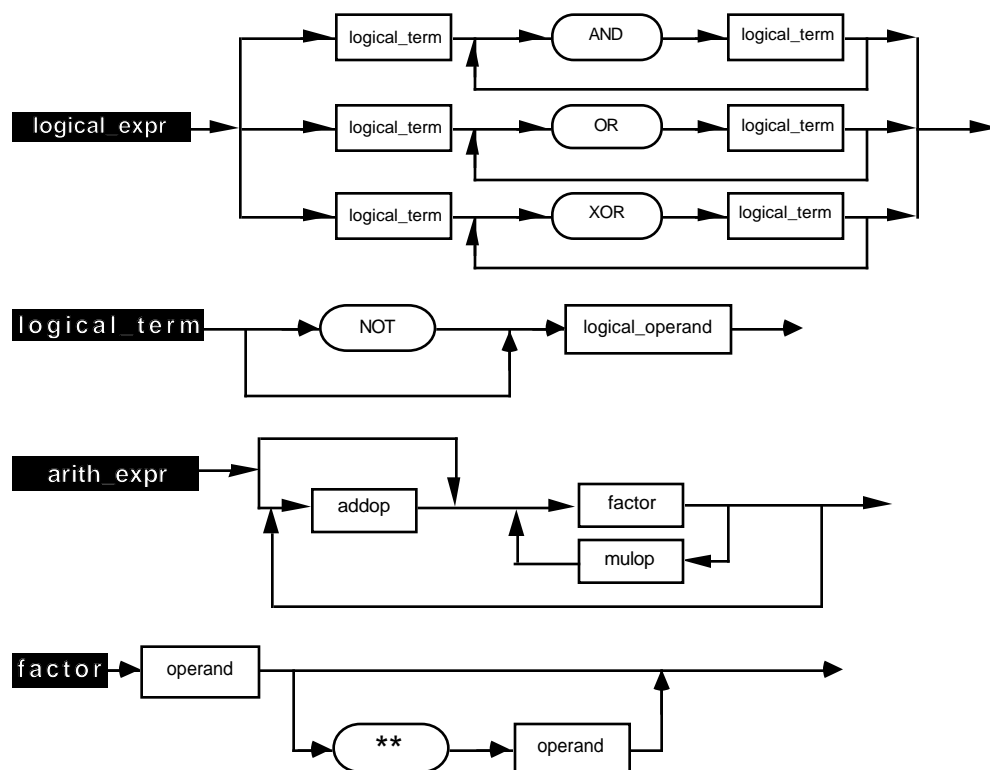 logical_term AND logical_term
logical_expr
logical_term OR logical_term
logical_term XOR logical_term
logical_term NOT logical_operand
arith_expr
addop factor
mulop
factor operand
** operand